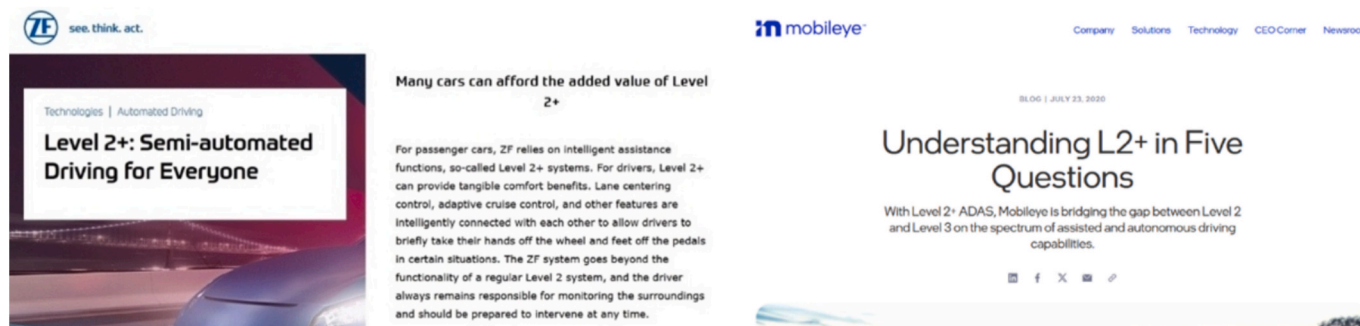 ZF see. think. act.
Technologies | Automated Driving
Level 2+: Semi-automated
Driving for Everyone
Many cars can afford the added value of Level
2+
For passenger cars, ZF relies on intelligent assistance
functions, so-called Level 2+ systems. For drivers, Level 2+
can provide tangible comfort benefits. Lane centering
control, adaptive cruise control, and other features are
intelligently connected with each other to allow drivers to
briefly take their hands off the wheel and feet off the pedals
in certain situations. The ZF system goes beyond the
functionality of a regular Level 2 system, and the driver
always remains responsible for monitoring the surroundings
and should be prepared to intervene at any time.
mobileye™
Company Solutions Technology CEO Corner Newsroo
BLOG | JULY 23, 2020
Understanding L2+ in Five
Questions
With Level 2+ ADAS, Mobileye is bridging the gap between Level 2
and Level 3 on the spectrum of assisted and autonomous driving
capabilities.